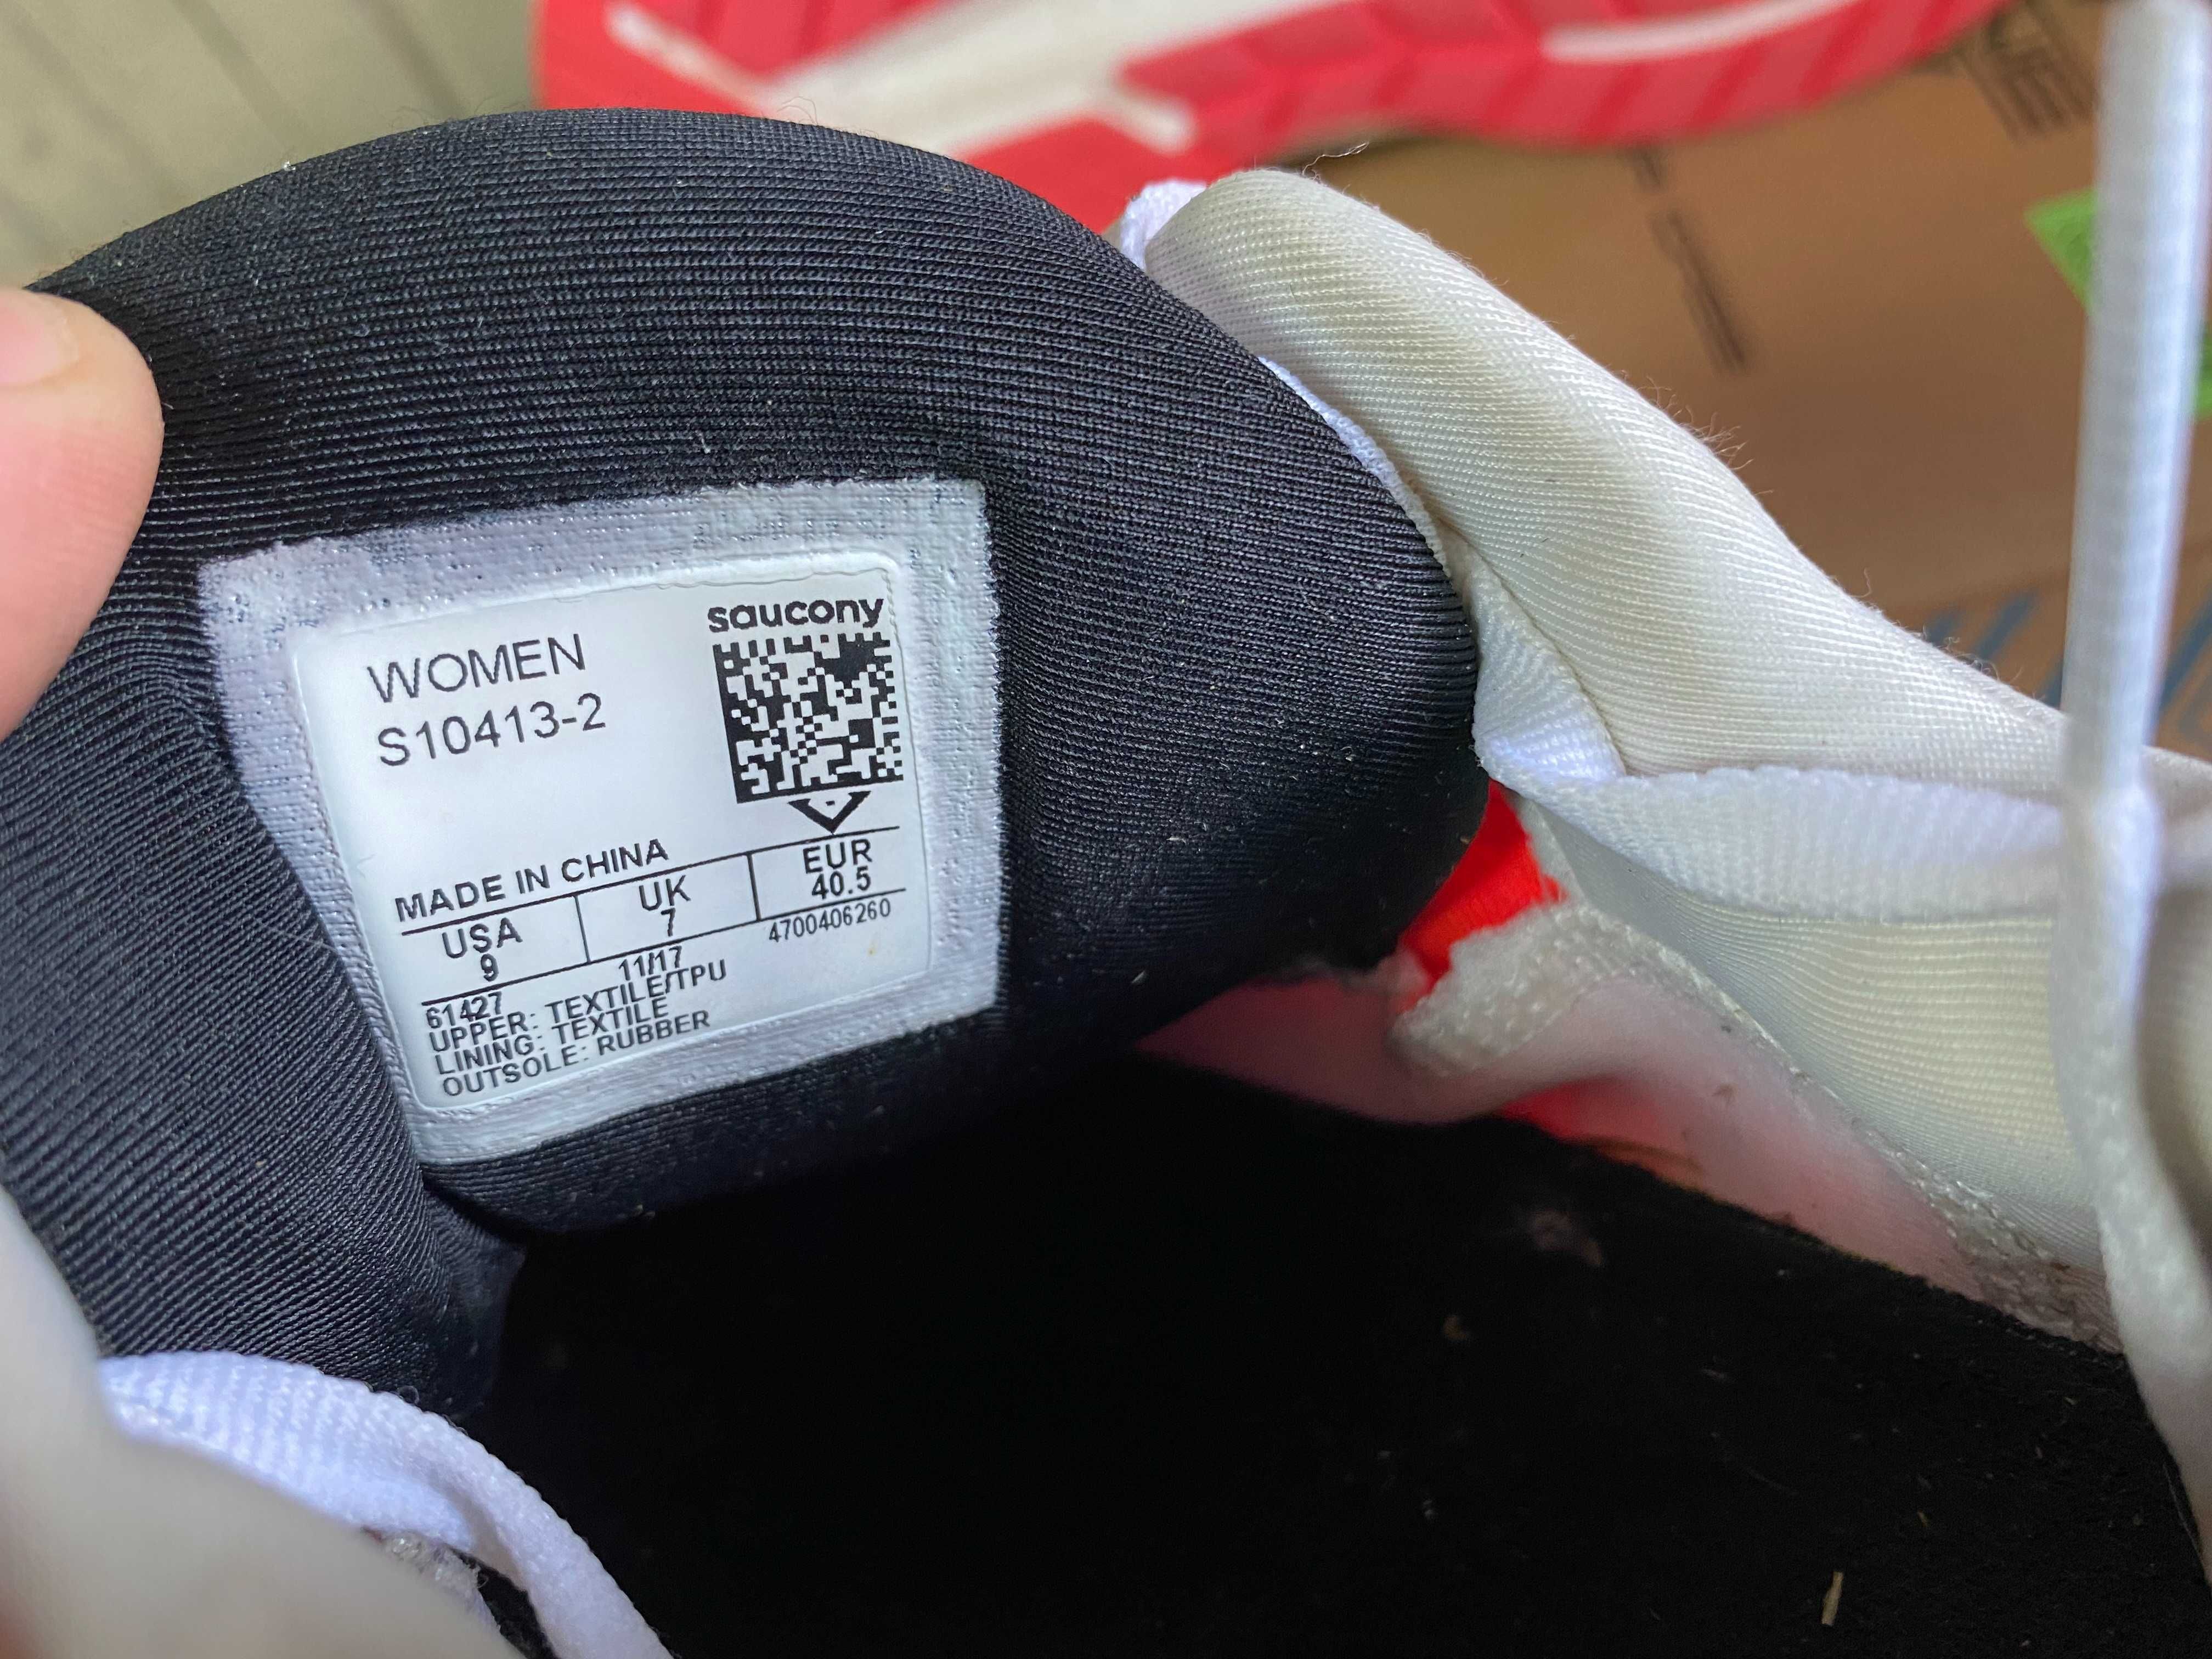 saucony
WOMEN
S10413-2
MADE IN CHINA
USA UK EUR
9 7 40.5
61427 11/17 4700406260
UPPER: TEXTILE/TPU
LINING: TEXTILE
OUTSOLE: RUBBER